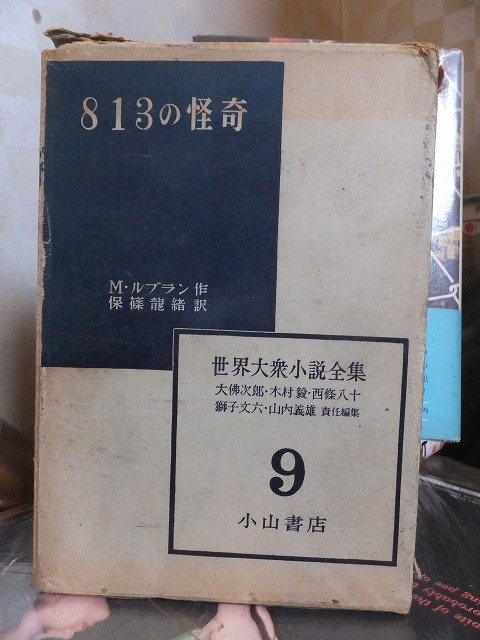 813の怪奇
M・ルブラン作
保篠龍緒訳
世界大衆小説全集
大佛次郎・木村毅・西條八十
獅子文六・山内義雄 責任編集
9
小山書店
probably